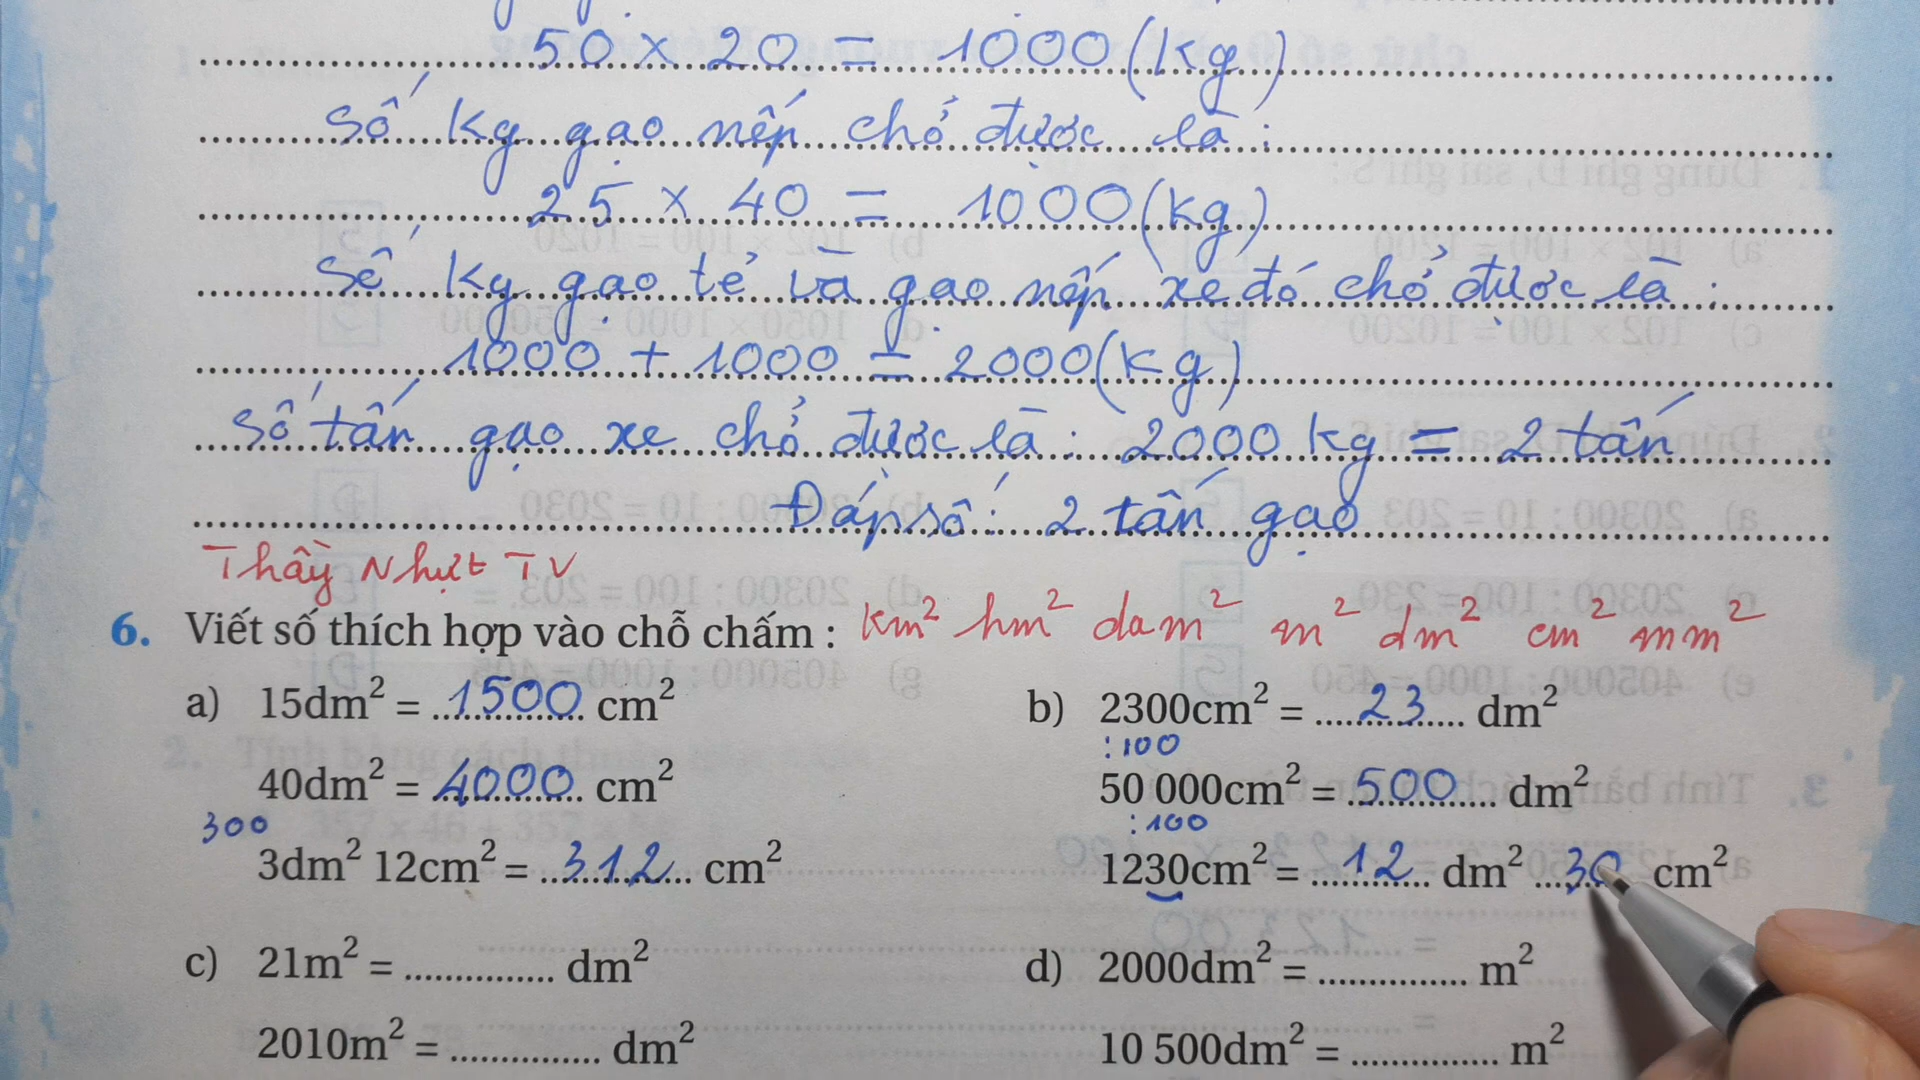 50 x 20 = 1000 (kg)
Số kg gạo nếp chở được là :
25 x 40 = 1000 (kg)
Số kg gạo tẻ và gạo nếp xe đó chở được là :
1000 + 1000 = 2000 (kg)
Số tấn gạo xe chở được là : 2000 kg = 2 tấn
Đáp số : 2 tấn gạo
Thầy Nhựt TV
6. Viết số thích hợp vào chỗ chấm : km² hm² dam² m² dm² cm² mm²
a) 15dm² = ...1500... cm² b) 2300cm² = ...23... dm²
:100
40dm² = ...4000... cm² 50 000cm² = ...500... dm²
300 :100
3dm² 12cm² = ...312... cm² 1230cm² = ...12... dm² ...30 cm²
c) 21m² = ............... dm² d) 2000dm² = ............... m²
2010m² = ............... dm² 10 500dm² = ............... m²